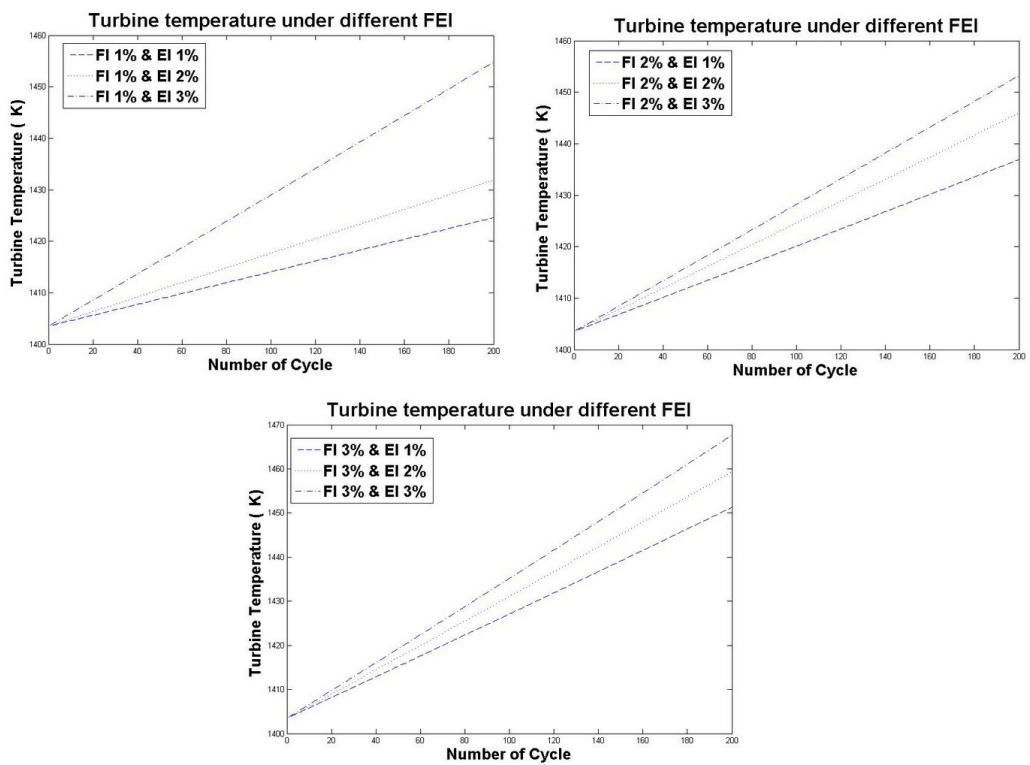 Turbine temperature under different FEI
FI 1% & EI 1%
FI 1% & EI 2%
FI 1% & EI 3%
Turbine Temperature ( K)
1460
1450
1440
1430
1420
1410
1400
0 20 40 60 80 100 120 140 160 180 200
Number of Cycle
Turbine temperature under different FEI
FI 2% & EI 1%
FI 2% & EI 2%
FI 2% & EI 3%
Turbine Temperature ( K)
1460
1450
1440
1430
1420
1410
1400
0 20 40 60 80 100 120 140 160 180 200
Number of Cycle
Turbine temperature under different FEI
FI 3% & EI 1%
FI 3% & EI 2%
FI 3% & EI 3%
Turbine Temperature ( K)
1470
1460
1450
1440
1430
1420
1410
1400
0 20 40 60 80 100 120 140 160 180 200
Number of Cycle